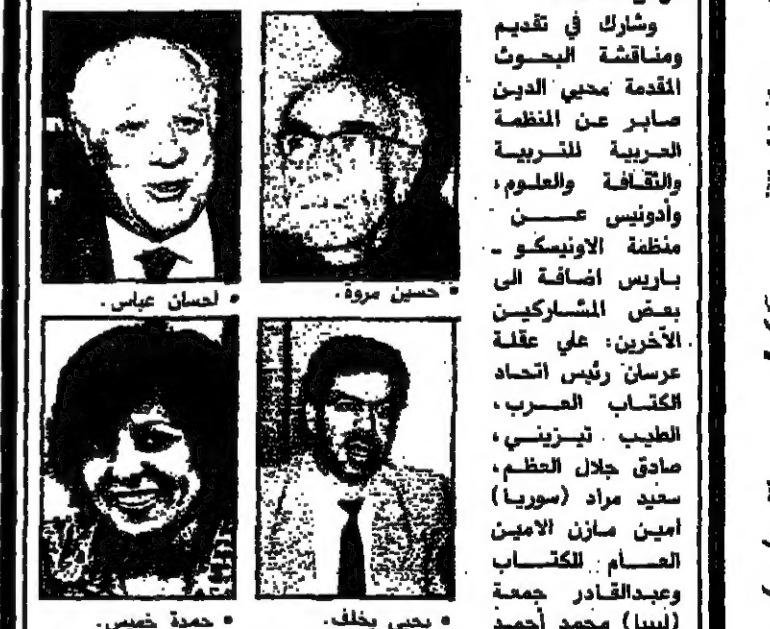 وشارك في تقديم
ومناقشة البحوث
المقدمة محيي الدين
صابر عن المنظمة
العربية للتربية
والثقافة والعلوم،
وأدونيس عن
منظمة الاونيسكو -
باريس اضافة الى
بعض المشاركين
الآخرين: علي عقلة
عرسان رئيس اتحاد
الكتاب العرب،
الطيب تيزيني،
صادق جلال العظم،
سعيد مراد (سوريا)
امين مازن الامين
العام للكتاب
وعبدالقادر جمعة
(ليبيا) محمد أحمد
• حسين مروة.
• احسان عباس.
• يحيى يخلف.
• حمدة خميس.